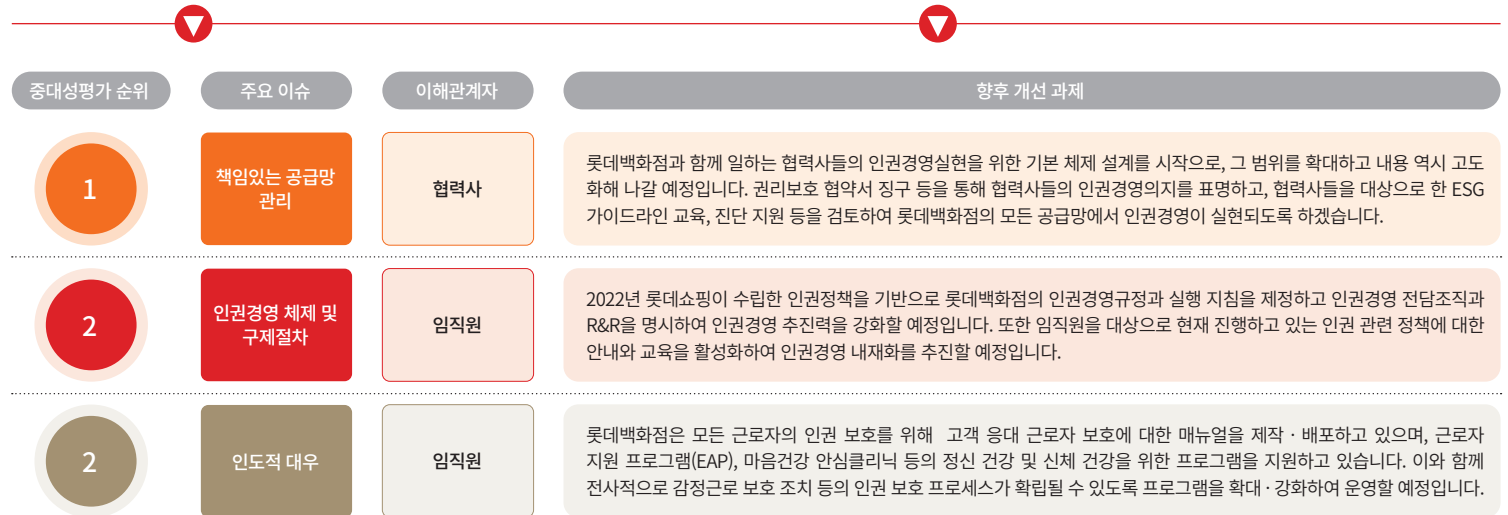 중대성평가 순위
주요 이슈
이해관계자
향후 개선 과제
1
책임있는 공급망
관리
협력사
롯데백화점과 함께 일하는 협력사들의 인권경영실현을 위한 기본 체제 설계를 시작으로, 그 범위를 확대하고 내용 역시 고도
화해 나갈 예정입니다. 권리보호 협약서 징구 등을 통해 협력사들의 인권경영의지를 표명하고, 협력사들을 대상으로 한 ESG
가이드라인 교육, 진단 지원 등을 검토하여 롯데백화점의 모든 공급망에서 인권경영이 실현되도록 하겠습니다.
2
인권경영 체제 및
구제절차
임직원
2022년 롯데쇼핑이 수립한 인권정책을 기반으로 롯데백화점의 인권경영규정과 실행 지침을 제정하고 인권경영 전담조직과
R&R을 명시하여 인권경영 추진력을 강화할 예정입니다. 또한 임직원을 대상으로 현재 진행하고 있는 인권 관련 정책에 대한
안내와 교육을 활성화하여 인권경영 내재화를 추진할 예정입니다.
2
인도적 대우
임직원
롯데백화점은 모든 근로자의 인권 보호를 위해 고객 응대 근로자 보호에 대한 매뉴얼을 제작 · 배포하고 있으며, 근로자
지원 프로그램(EAP), 마음건강 안심클리닉 등의 정신 건강 및 신체 건강을 위한 프로그램을 지원하고 있습니다. 이와 함께
전사적으로 감정근로 보호 조치 등의 인권 보호 프로세스가 확립될 수 있도록 프로그램을 확대 · 강화하여 운영할 예정입니다.